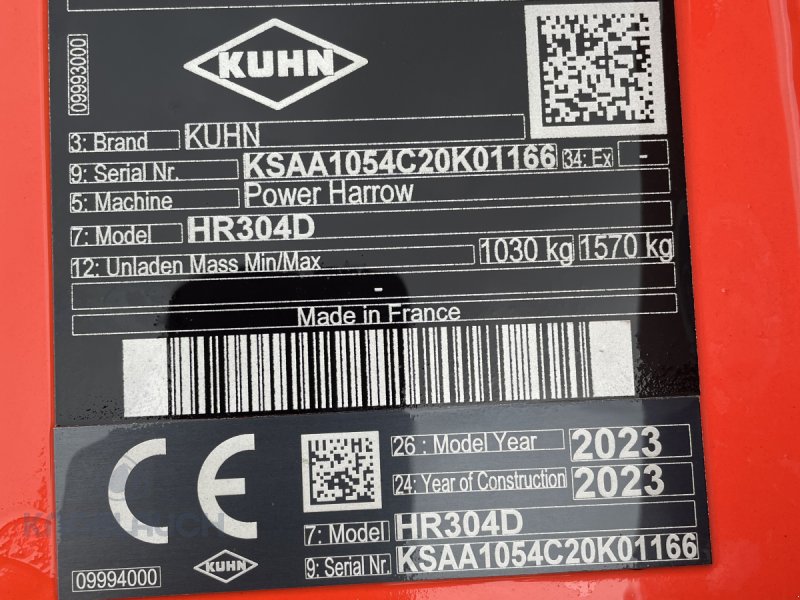 KUHN
09993000
3: Brand KUHN
9: Serial Nr. KSAA1054C20K01166 34: Ex -
5: Machine Power Harrow
7: Model HR304D
12: Unladen Mass Min/Max 1030 kg 1570 kg
-
Made in France
CE
26 : Model Year 2023
24: Year of Construction 2023
7: Model HR304D
9: Serial Nr. KSAA1054C20K01166
KUHN
09994000